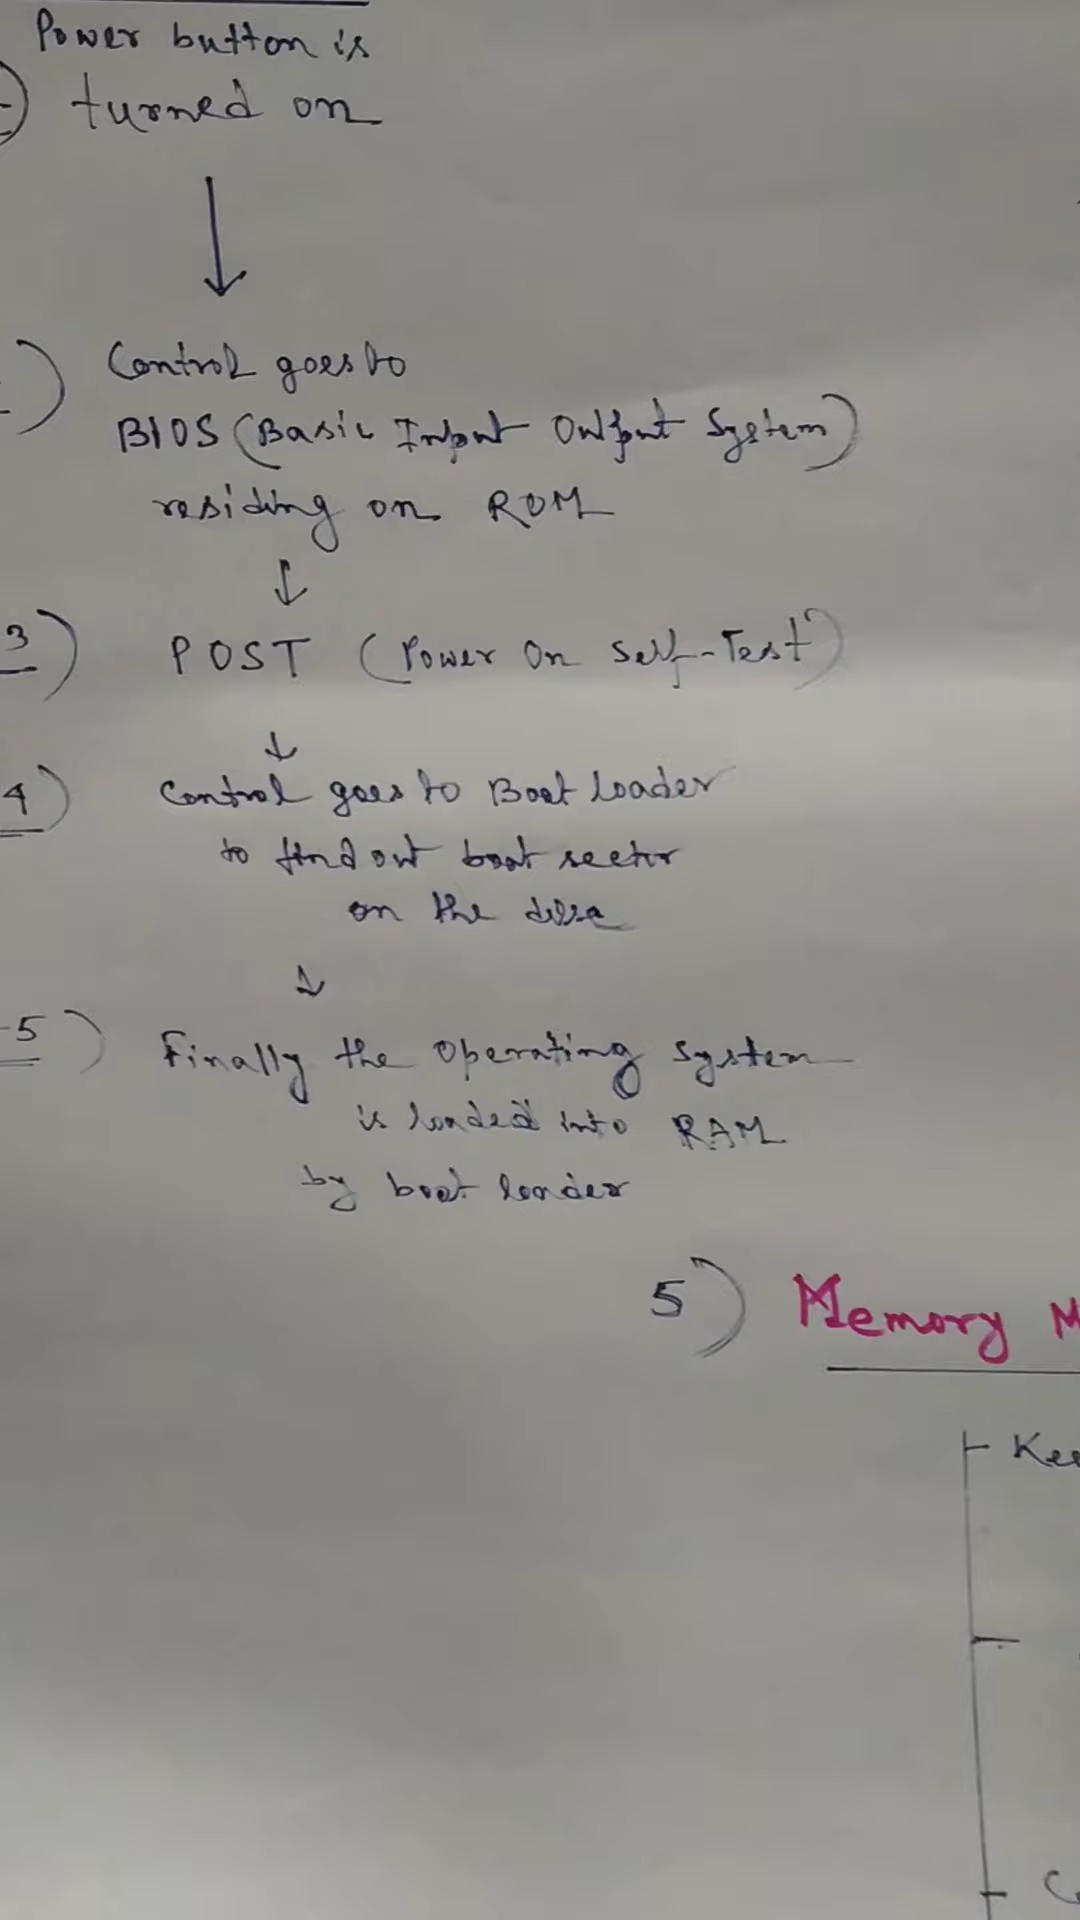 Power button is
turned on
Control goes to
BIOS (Basic Input Output System)
residing on ROM
3) POST (Power On Self-Test)
4) Control goes to Boot loader
to find out boot sector
on the
5) Finally the Operating System
is loaded into RAM
by boot loader
5) Memory M
Kee